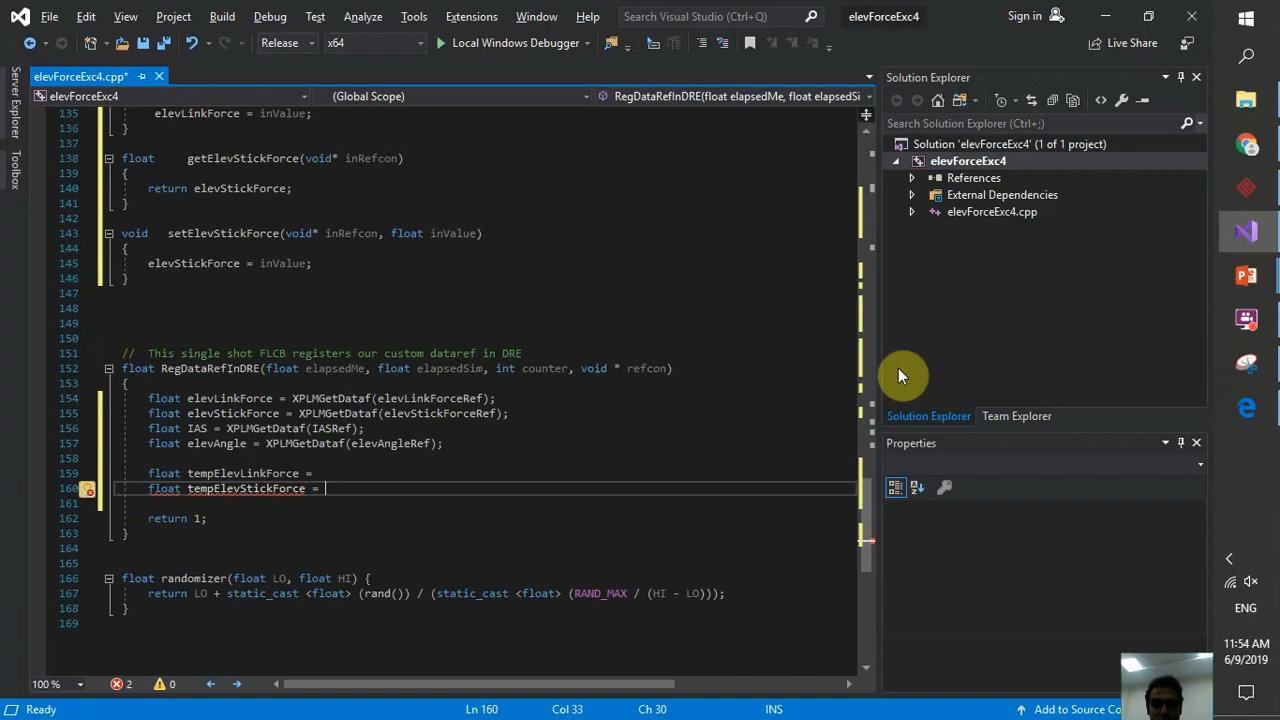 File Edit View Project Build Debug Test Analyze Tools Extensions Window Help Search Visual Studio (Ctrl+Q) elevForceExc4 Sign in
Release x64 Local Windows Debugger Live Share
Server Explorer
Toolbox
elevForceExc4.cpp*
elevForceExc4 (Global Scope) RegDataRefInDRE(float elapsedMe, float elapsedSim
135 elevLinkForce = inValue;
136 }
137
138 float getElevStickForce(void* inRefcon)
139 {
140 return elevStickForce;
141 }
142
143 void setElevStickForce(void* inRefcon, float inValue)
144 {
145 elevStickForce = inValue;
146 }
147
148
149
150
151 // This single shot FLCB registers our custom dataref in DRE
152 float RegDataRefInDRE(float elapsedMe, float elapsedSim, int counter, void * refcon)
153 {
154 float elevLinkForce = XPLMGetDataf(elevLinkForceRef);
155 float elevStickForce = XPLMGetDataf(elevStickForceRef);
156 float IAS = XPLMGetDataf(IASRef);
157 float elevAngle = XPLMGetDataf(elevAngleRef);
158
159 float tempElevLinkForce =
160 float tempElevStickForce =
161
162 return 1;
163 }
164
165
166 float randomizer(float LO, float HI) {
167 return LO + static_cast <float> (rand()) / (static_cast <float> (RAND_MAX / (HI - LO)));
168 }
169
100 % 2 0
Ready Ln 160 Col 33 Ch 30 INS Add to Source Co
Solution Explorer
Search Solution Explorer (Ctrl+;)
Solution 'elevForceExc4' (1 of 1 project)
elevForceExc4
References
External Dependencies
elevForceExc4.cpp
Solution Explorer Team Explorer
Properties
ENG
11:54 AM
6/9/2019